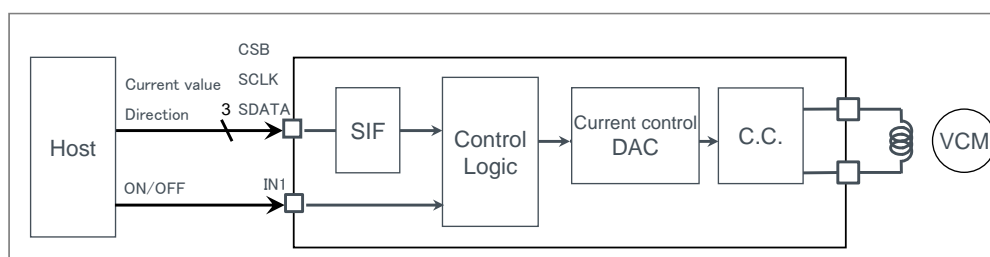 CSB
SCLK
SDATA
Current value
Direction
3
Host
ON/OFF
IN1
SIF
Control
Logic
Current control
DAC
C.C.
VCM